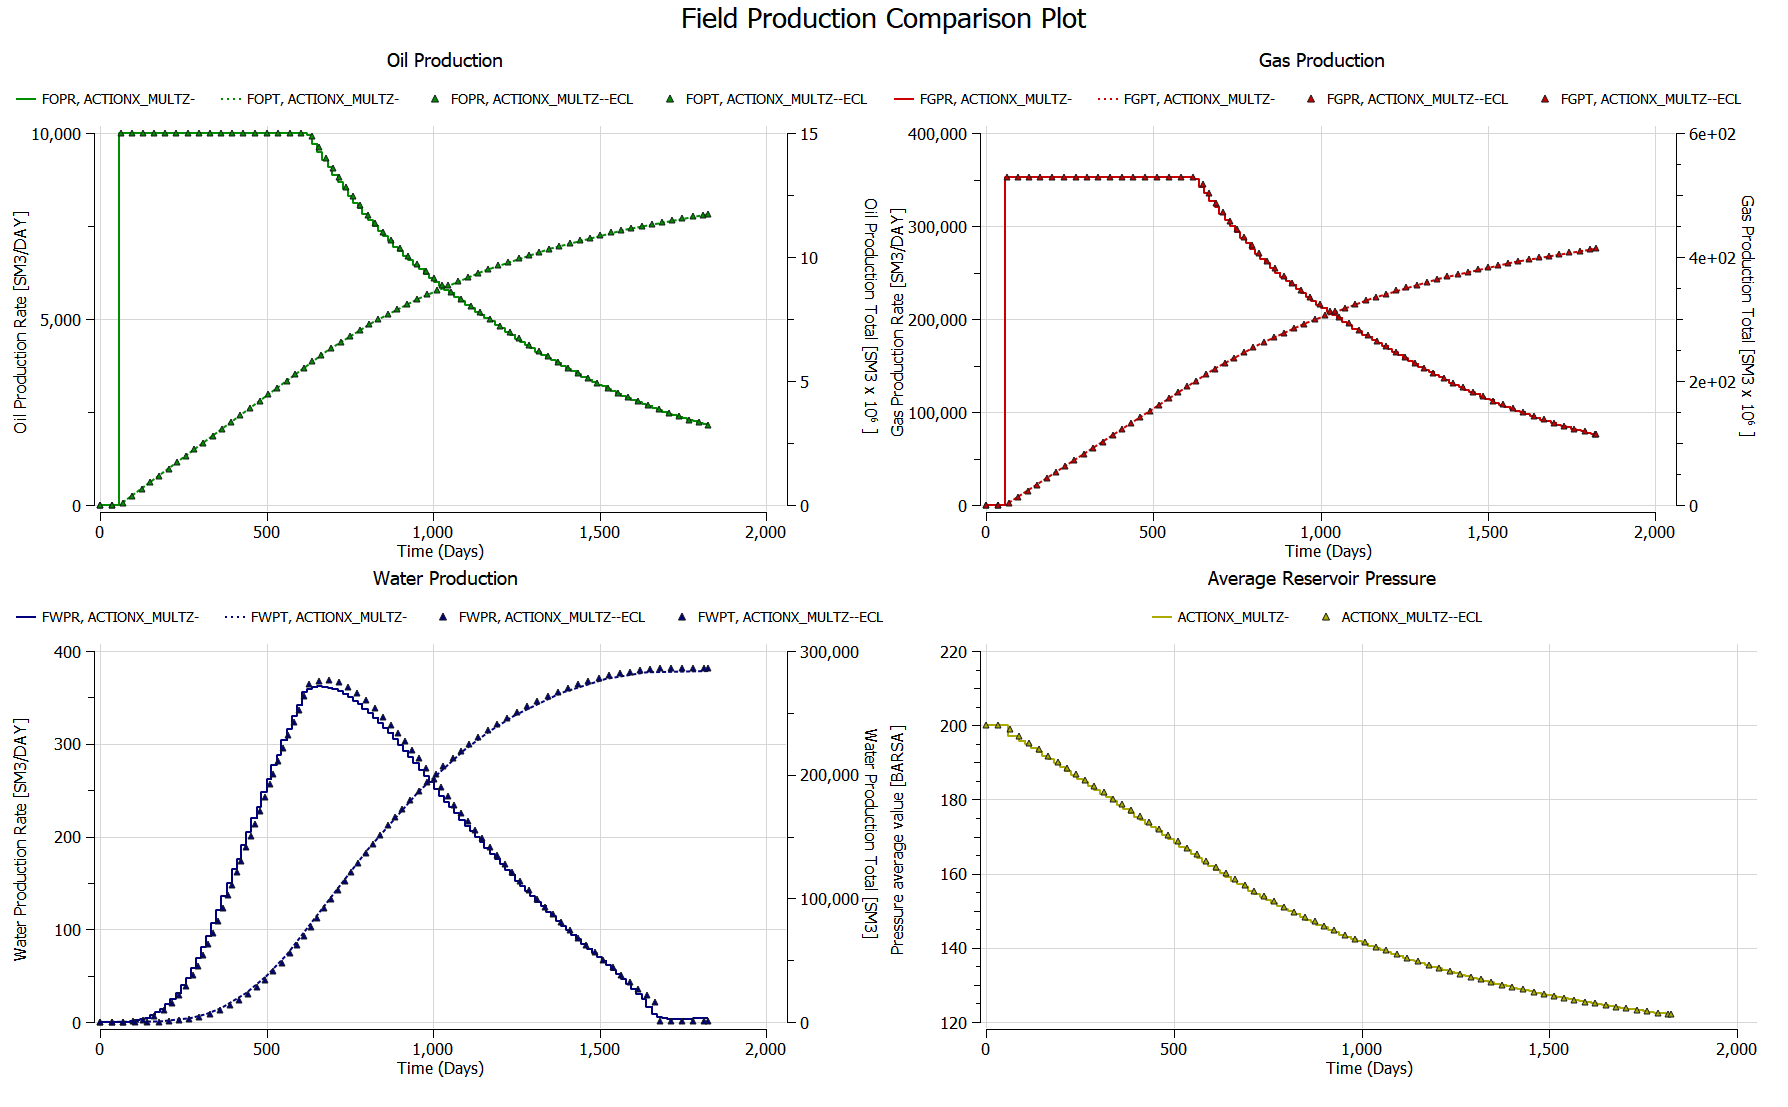 Field Production Comparison Plot
Oil Production
FOPR, ACTIONX_MULTZ- FOPT, ACTIONX_MULTZ- FOPR, ACTIONX_MULTZ--ECL FOPT, ACTIONX_MULTZ--ECL
10,000
5,000
0
Oil Production Rate [SM3/DAY]
15
10
5
0
Oil Production Total [SM3 x 10⁶ ]
0 500 1,000 1,500 2,000
Time (Days)
Gas Production
FGPR, ACTIONX_MULTZ- FGPT, ACTIONX_MULTZ- FGPR, ACTIONX_MULTZ--ECL FGPT, ACTIONX_MULTZ--ECL
400,000
300,000
200,000
100,000
0
Gas Production Rate [SM3/DAY]
6e+02
4e+02
2e+02
0
Gas Production Total [SM3 x 10⁶ ]
0 500 1,000 1,500 2,000
Time (Days)
Water Production
FWPR, ACTIONX_MULTZ- FWPT, ACTIONX_MULTZ- FWPR, ACTIONX_MULTZ--ECL FWPT, ACTIONX_MULTZ--ECL
400
300
200
100
0
Water Production Rate [SM3/DAY]
300,000
200,000
100,000
0
Water Production Total [SM3]
0 500 1,000 1,500 2,000
Time (Days)
Average Reservoir Pressure
ACTIONX_MULTZ- ACTIONX_MULTZ--ECL
220
200
180
160
140
120
Pressure average value [BARSA]
0 500 1,000 1,500 2,000
Time (Days)